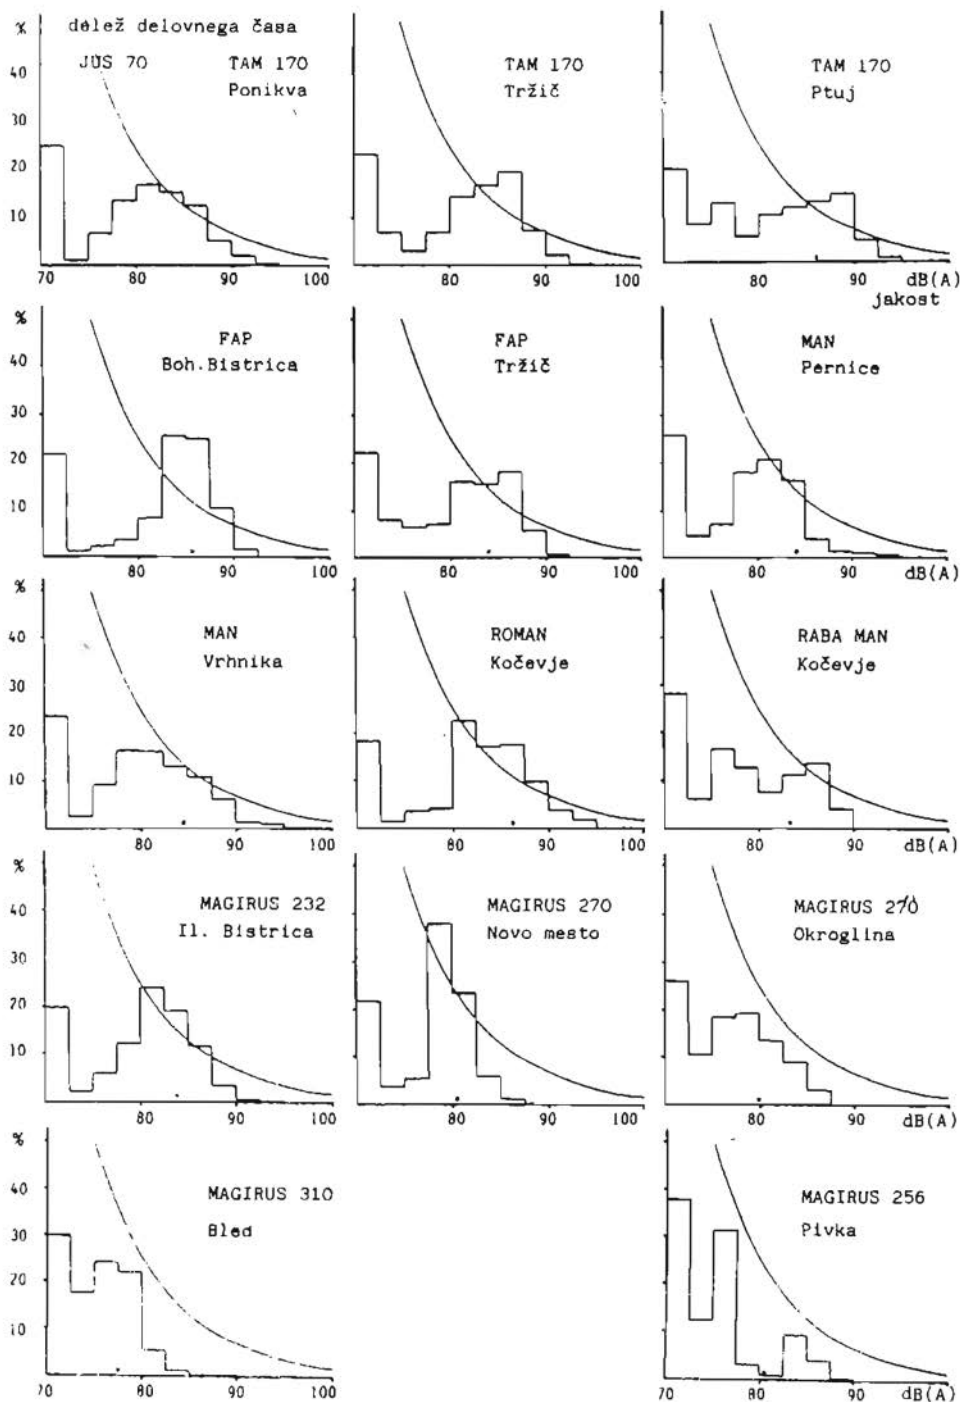 % delež delovnega časa
JUS 70 TAM 170 TAM 170 TAM 170
Ponikva Tržič Ptuj
40
30
20
10
70 80 90 100 80 90 100 80 90 dB(A)
jakost
% FAP FAP MAN
Boh.Bistrica Tržič Pernice
40
30
20
10
80 90 100 80 90 100 80 90 dB(A)
% MAN ROMAN RABA MAN
Vrhnika Kočevje Kočevje
40
30
20
10
80 90 100 80 90 100 80 90 dB(A)
% MAGIRUS 232 MAGIRUS 270 MAGIRUS 270
Il. Bistrica Novo mesto Okroglina
40
30
20
10
80 90 100 80 90 100 80 90 dB(A)
% MAGIRUS 310 MAGIRUS 256
Bled Pivka
40
30
20
10
70 80 90 100 70 80 90 dB(A)